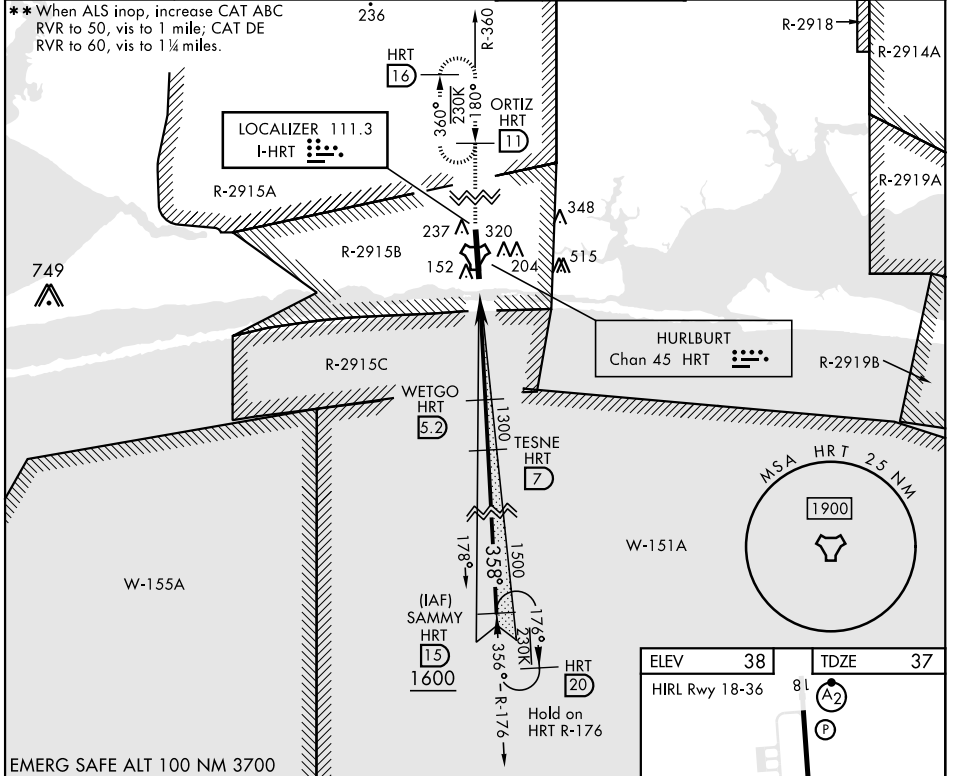 ** When ALS inop, increase CAT ABC
RVR to 50, vis to 1 mile; CAT DE
RVR to 60, vis to 1¼ miles.
236
R-360
R-2918
R-2914A
HRT
16
360°
230K
180°
ORTIZ
HRT
11
LOCALIZER 111.3
I-HRT
R-2915A
R-2919A
348
237
320
R-2915B
152
204
515
749
HURLBURT
Chan 45 HRT
R-2915C
R-2919B
WETGO
HRT
5.2
1300
TESNE
HRT
7
MSA HRT 25 NM
1900
178°
358°
1500
W-151A
W-155A
(IAF)
SAMMY
HRT
15
1600
176°
230K
356°
R-176
HRT
20
Hold on
HRT R-176
ELEV 38
TDZE 37
HIRL Rwy 18-36
18
A2
P
EMERG SAFE ALT 100 NM 3700